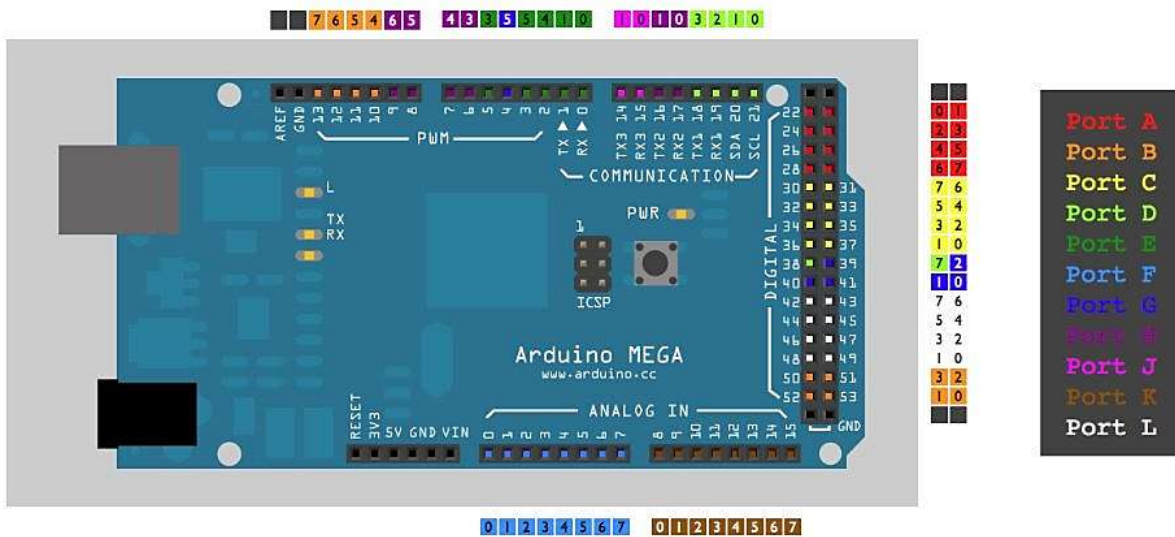 7 6 5 4 6 5 4 3 3 5 5 4 1 0 1 0 1 0 3 2 1 0
AREF GND 13 12 11 10 9 8 7 6 5 4 3 2 1 0 14 15 16 17 18 19 20 21
TX RX TX3 RX3 TX2 RX2 TX1 RX1 SDA SCL
PWM
COMMUNICATION
L
TX
RX
PWR
1
ICSP
DIGITAL
Arduino MEGA
www.arduino.cc
22
24
26
28
30 31
32 33
34 35
36 37
38 39
40 41
42 43
44 45
46 47
48 49
50 51
52 53
GND
ANALOG IN
RESET 3V3 5V GND VIN 0 1 2 3 4 5 6 7 8 9 10 11 12 13 14 15
0 1 2 3 4 5 6 7 0 1 2 3 4 5 6 7
0 1
2 3
4 5
6 7
7 6
5 4
3 2
1 0
7 2
1 0
7 6
5 4
3 2
1 0
3 2
1 0
Port A
Port B
Port C
Port D
Port E
Port F
Port G
Port H
Port J
Port K
Port L